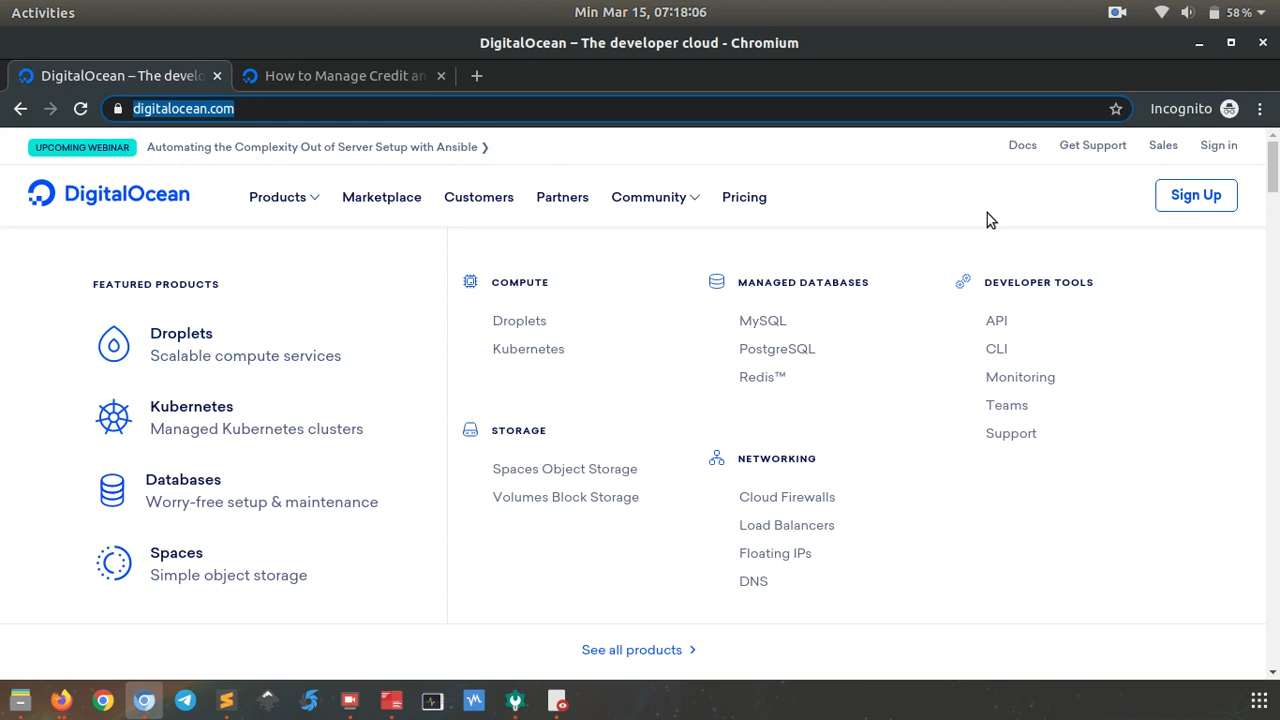 Activities
Min Mar 15, 07:18:06
58 %
DigitalOcean – The developer cloud - Chromium
DigitalOcean – The develo
How to Manage Credit an
digitalocean.com
Incognito
UPCOMING WEBINAR
Automating the Complexity Out of Server Setup with Ansible ❯
Docs
Get Support
Sales
Sign in
DigitalOcean
Products
Marketplace
Customers
Partners
Community
Pricing
Sign Up
FEATURED PRODUCTS
Droplets
Scalable compute services
Kubernetes
Managed Kubernetes clusters
Databases
Worry-free setup & maintenance
Spaces
Simple object storage
COMPUTE
Droplets
Kubernetes
STORAGE
Spaces Object Storage
Volumes Block Storage
MANAGED DATABASES
MySQL
PostgreSQL
Redis™
NETWORKING
Cloud Firewalls
Load Balancers
Floating IPs
DNS
DEVELOPER TOOLS
API
CLI
Monitoring
Teams
Support
See all products